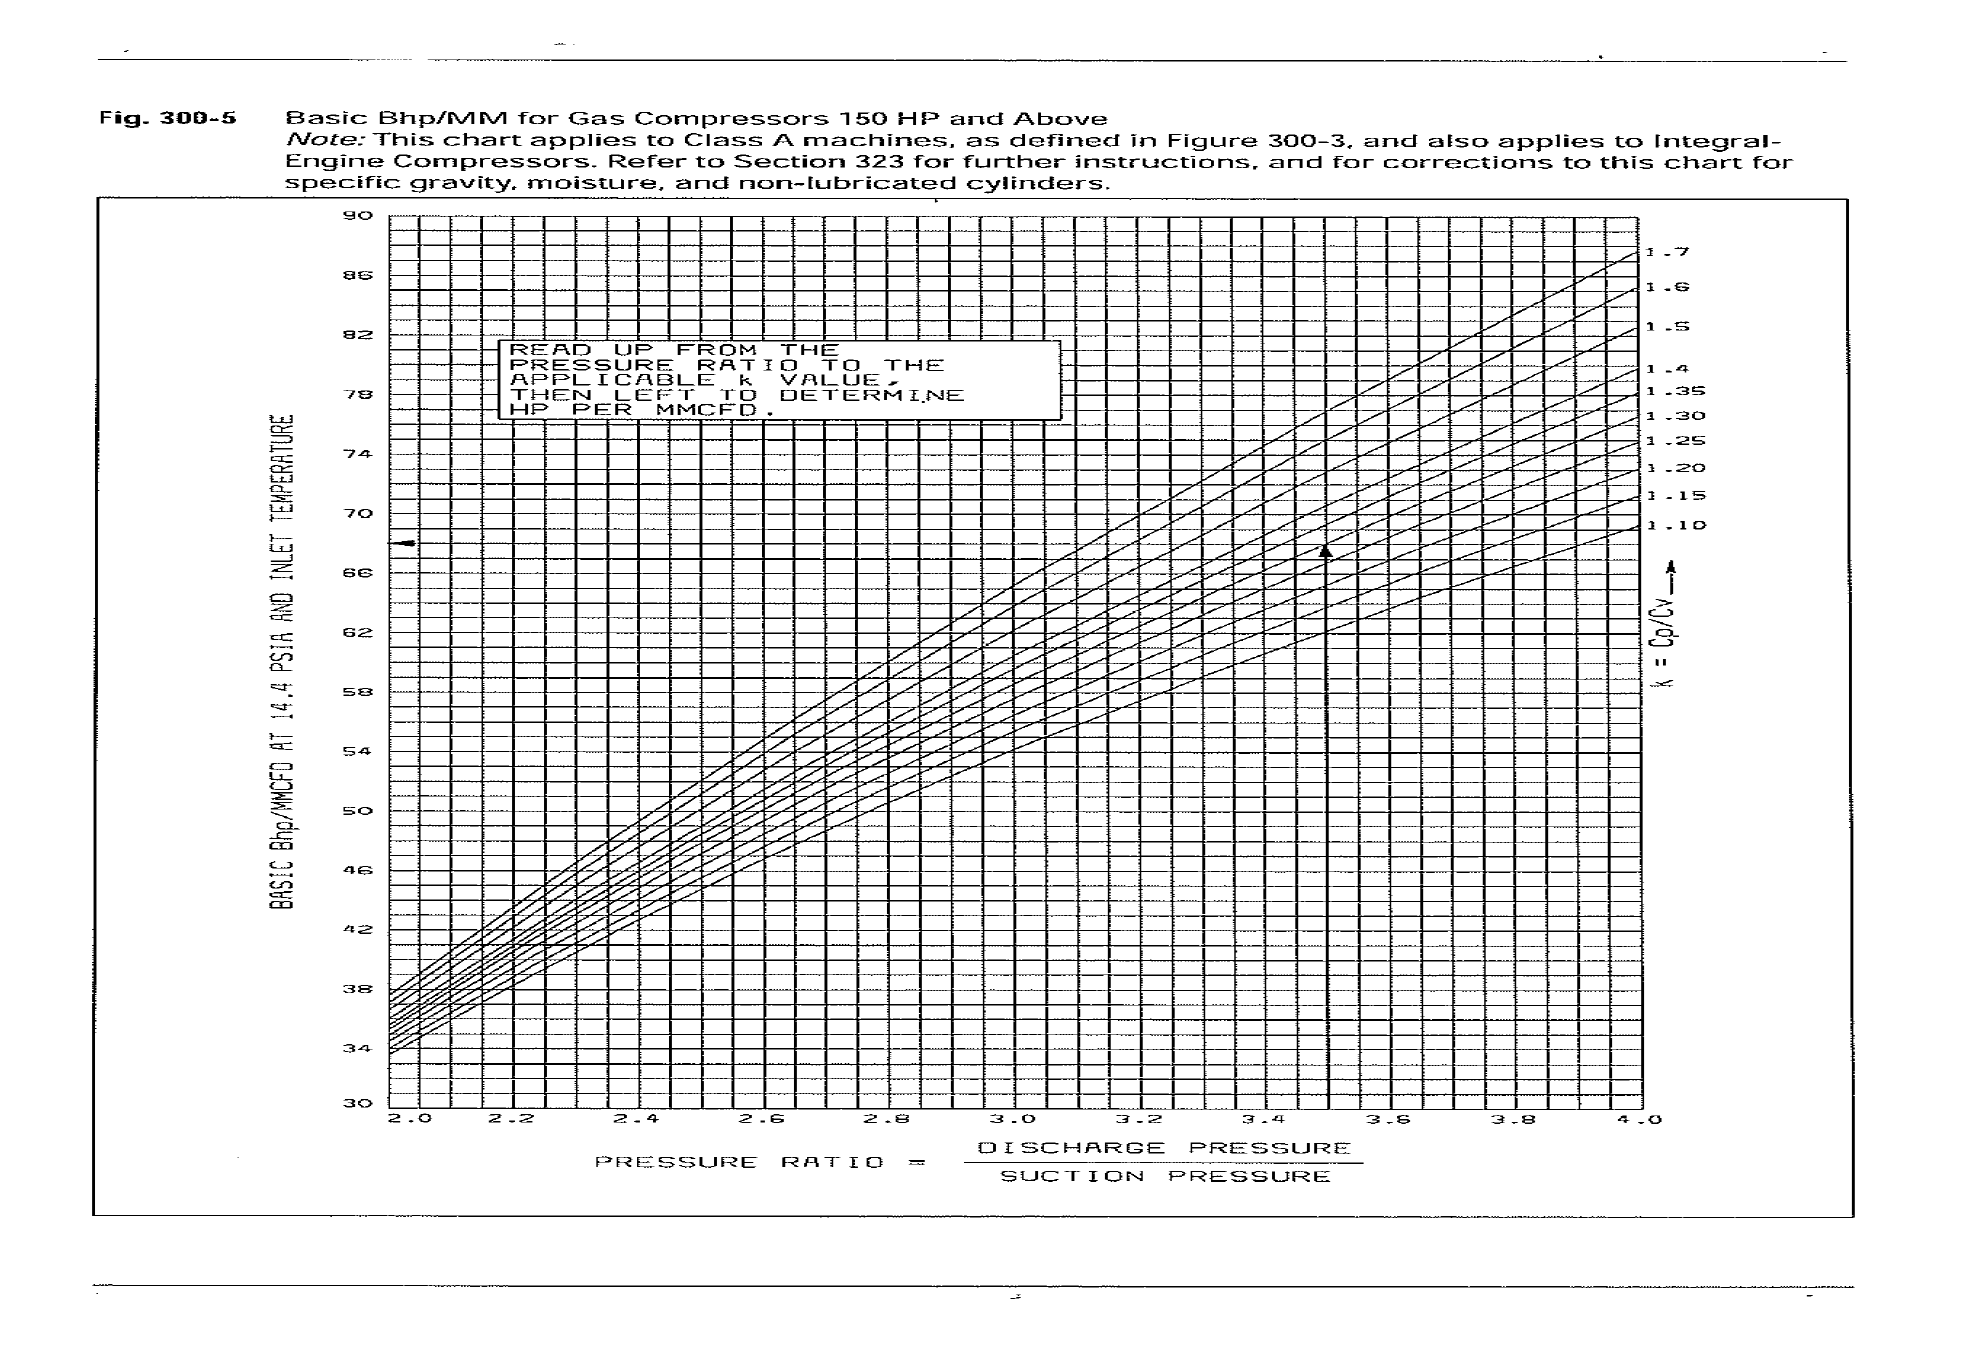 Fig. 300-5 Basic Bhp/MM for Gas Compressors 150 HP and Above
Note: This chart applies to Class A machines, as defined in Figure 300-3, and also applies to Integral-
Engine Compressors. Refer to Section 323 for further instructions, and for corrections to this chart for
specific gravity, moisture, and non-lubricated cylinders.
90
86
82
78
74
70
66
62
58
54
50
46
42
38
34
30
BASIC Bhp/MMCFD AT 14.4 PSIA AND INLET TEMPERATURE
READ UP FROM THE
PRESSURE RATIO TO THE
APPLICABLE k VALUE,
THEN LEFT TO DETERMINE
HP PER MMCFD.
1.7
1.6
1.5
1.4
1.35
1.30
1.25
1.20
1.15
1.10
k = Cp/Cv
2.0 2.2 2.4 2.6 2.8 3.0 3.2 3.4 3.6 3.8 4.0
PRESSURE RATIO = DISCHARGE PRESSURE
SUCTION PRESSURE